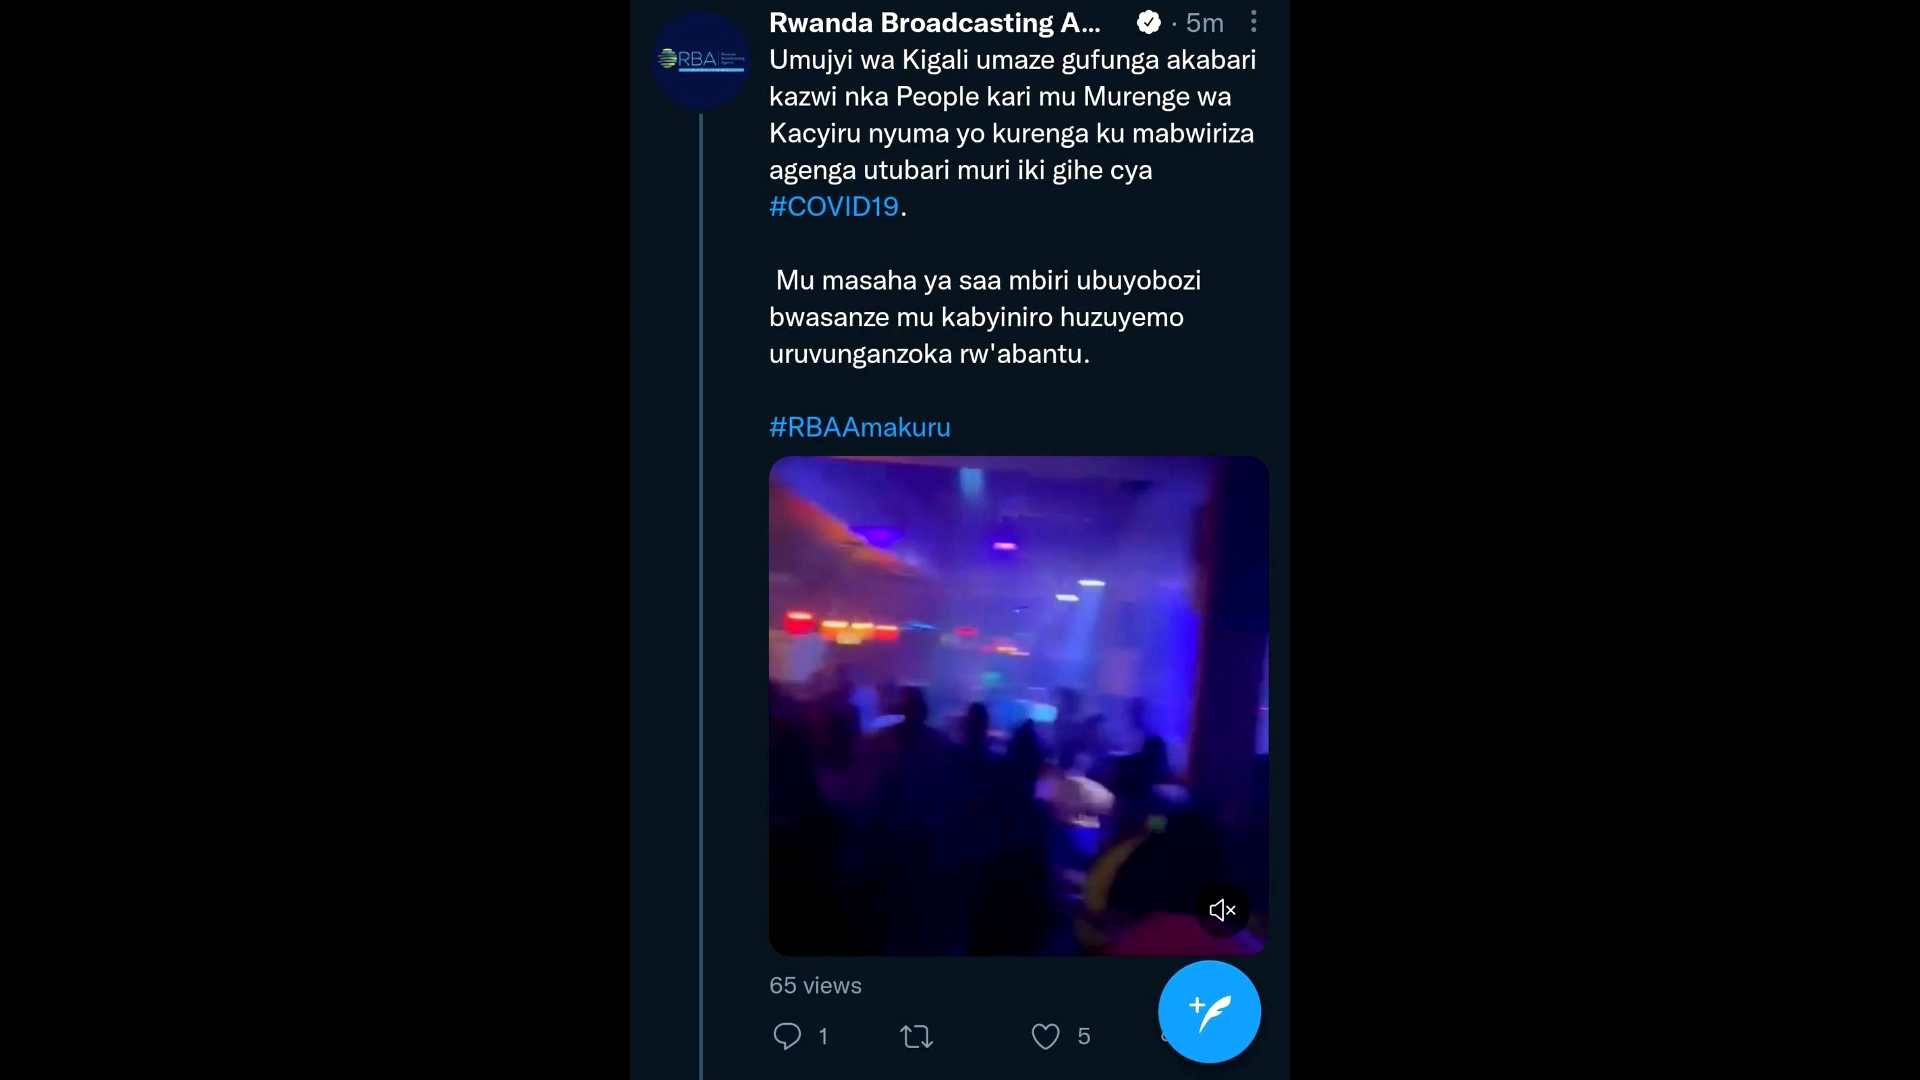 Rwanda Broadcasting A... · 5m
RBA
Umujyi wa Kigali umaze gufunga akabari
kazwi nka People kari mu Murenge wa
Kacyiru nyuma yo kurenga ku mabwiriza
agenga utubari muri iki gihe cya
#COVID19.
Mu masaha ya saa mbiri ubuyobozi
bwasanze mu kabyiniro huzuyemo
uruvunganzoka rw'abantu.
#RBAAmakuru
65 views
1 5